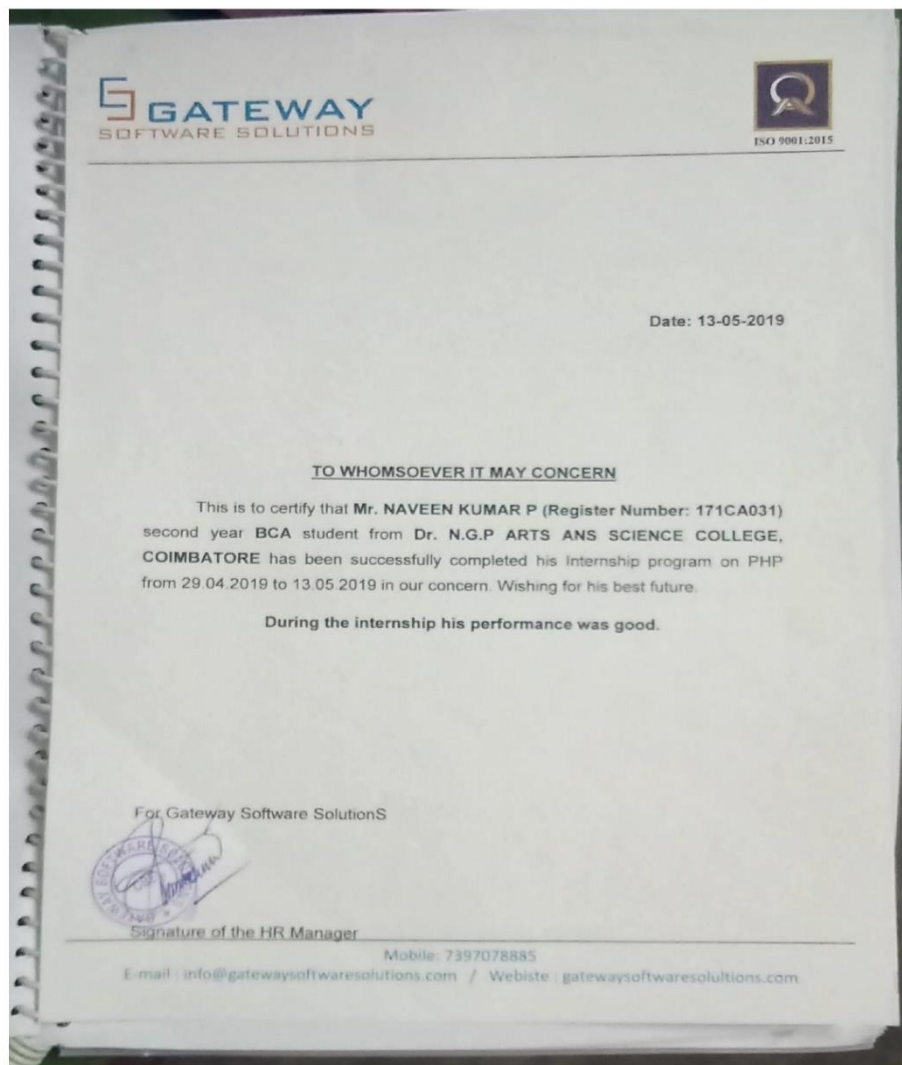 GATEWAY
SOFTWARE SOLUTIONS
ISO 9001:2015
Date: 13-05-2019
TO WHOMSOEVER IT MAY CONCERN
This is to certify that Mr. NAVEEN KUMAR P (Register Number: 171CA031)
second year BCA student from Dr. N.G.P ARTS ANS SCIENCE COLLEGE,
COIMBATORE has been successfully completed his Internship program on PHP
from 29.04.2019 to 13.05.2019 in our concern. Wishing for his best future.
During the internship his performance was good.
For Gateway Software SolutionS
Signature of the HR Manager
Mobile: 7397078885
E-mail : info@gatewaysoftwaresolutions.com / Webiste : gatewaysoftwaresolultions.com